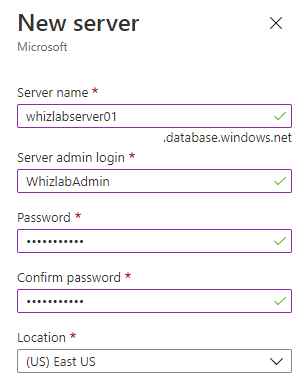 New server
Microsoft
Server name *
whizlabserver01
.database.windows.net
Server admin login *
WhizlabAdmin
Password *
•••••••••••
Confirm password *
•••••••••••
Location *
(US) East US